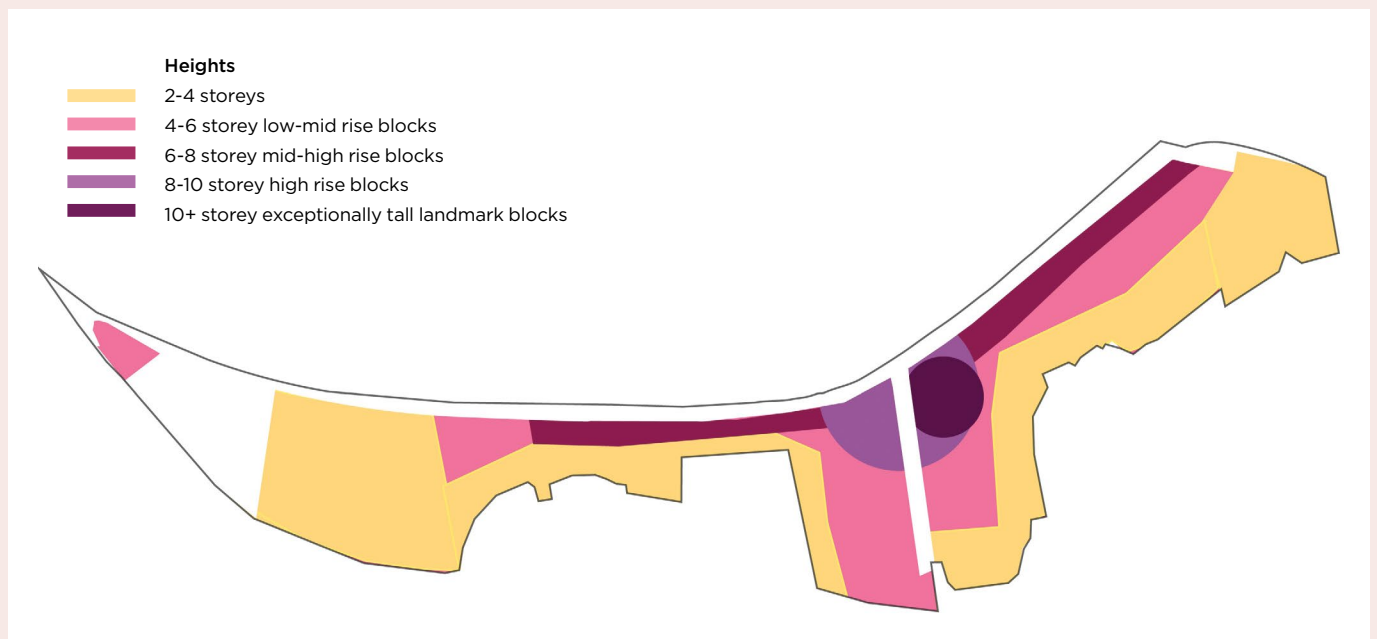 Heights
2-4 storeys
4-6 storey low-mid rise blocks
6-8 storey mid-high rise blocks
8-10 storey high rise blocks
10+ storey exceptionally tall landmark blocks